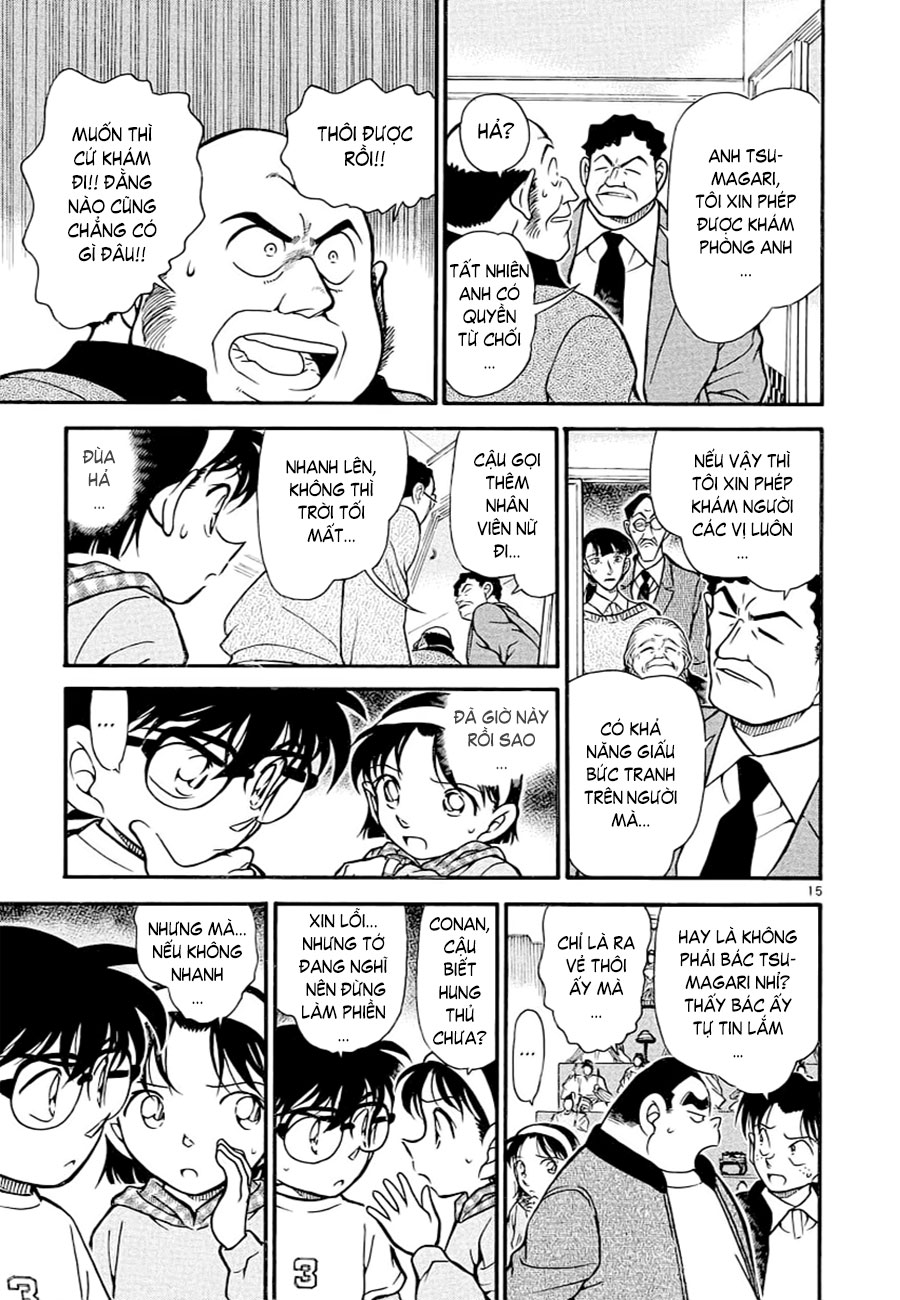 ANH TSU-
MAGARI,
TÔI XIN PHÉP
ĐƯỢC KHÁM
PHÒNG ANH
...
HẢ?
TẤT NHIÊN
ANH CÓ
QUYỀN
TỪ CHỐI
...
THÔI ĐƯỢC
RỒI!!
MUỐN THÌ
CỨ KHÁM
ĐI!! ĐẰNG
NÀO CŨNG
CHẲNG CÓ
GÌ ĐÂU!!
NẾU VẬY THÌ
TÔI XIN PHÉP
KHÁM NGƯỜI
CÁC VỊ LUÔN
...
CÓ KHẢ
NĂNG GIẤU
BỨC TRANH
TRÊN NGƯỜI
MÀ...
CẬU GỌI
THÊM
NHÂN
VIÊN NỮ
ĐI...
NHANH LÊN,
KHÔNG THÌ
TRỜI TỐI
MẤT...
ĐÙA
HẢ
...
ĐÃ GIỜ NÀY
RỒI SAO
...
...
15
HAY LÀ KHÔNG
PHẢI BÁC TSU-
MAGARI NHỈ?
THẤY BÁC ẤY
TỰ TIN LẮM
...
CHỈ LÀ RA
VẺ THÔI
ẤY MÀ
...
...
CONAN,
CẬU
BIẾT
HUNG
THỦ
CHƯA?
XIN LỖI...
NHƯNG TỚ
ĐANG NGHĨ
NÊN ĐỪNG
LÀM PHIỀN
...
NHƯNG MÀ...
NẾU KHÔNG
NHANH
...
3
3